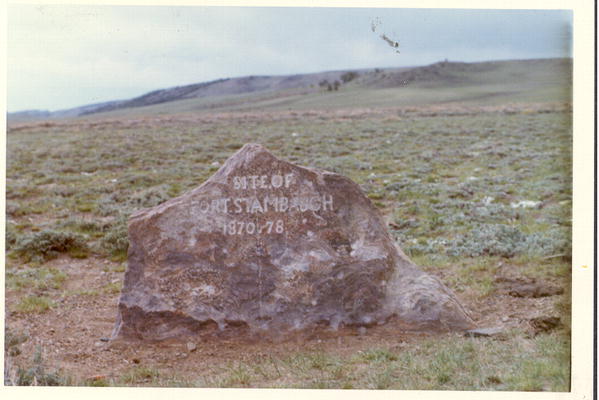 SITE OF
FORT STAMBAUGH
1870-78